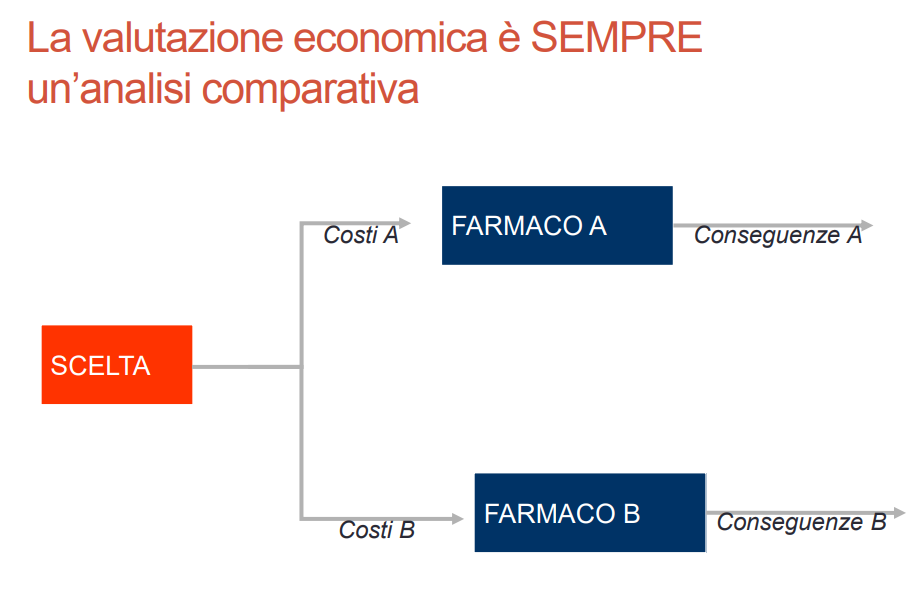 La valutazione economica è SEMPRE
un’analisi comparativa
Costi A
FARMACO A
Conseguenze A
SCELTA
Costi B
FARMACO B
Conseguenze B